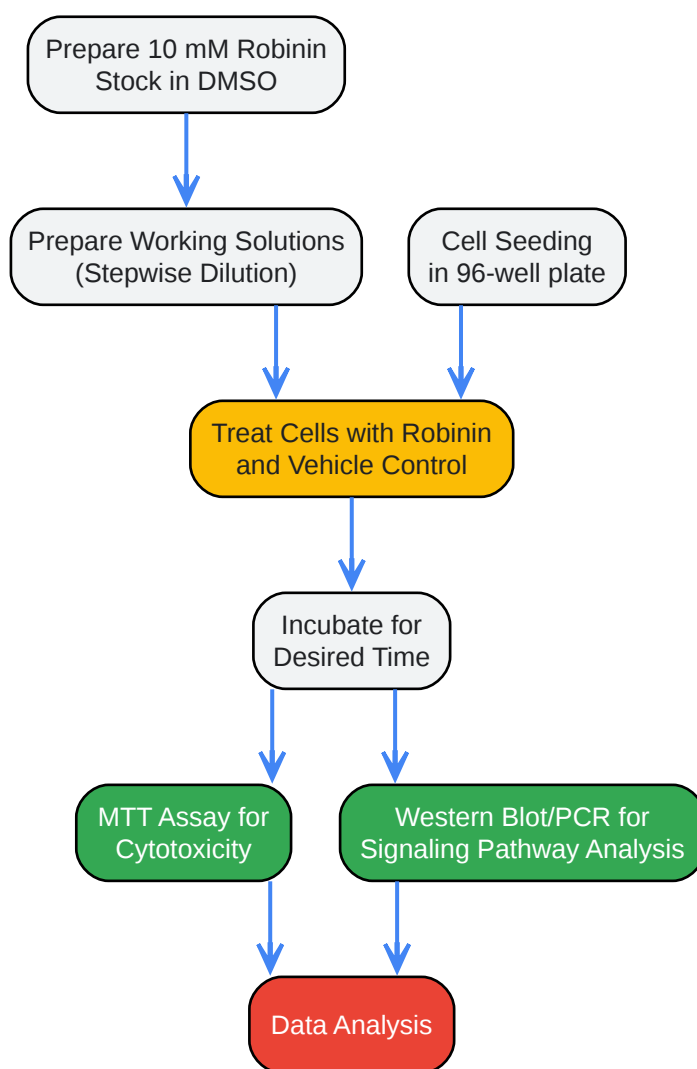 Prepare 10 mM Robinin
Stock in DMSO
Prepare Working Solutions
(Stepwise Dilution)
Cell Seeding
in 96-well plate
Treat Cells with Robinin
and Vehicle Control
Incubate for
Desired Time
MTT Assay for
Cytotoxicity
Western Blot/PCR for
Signaling Pathway Analysis
Data Analysis